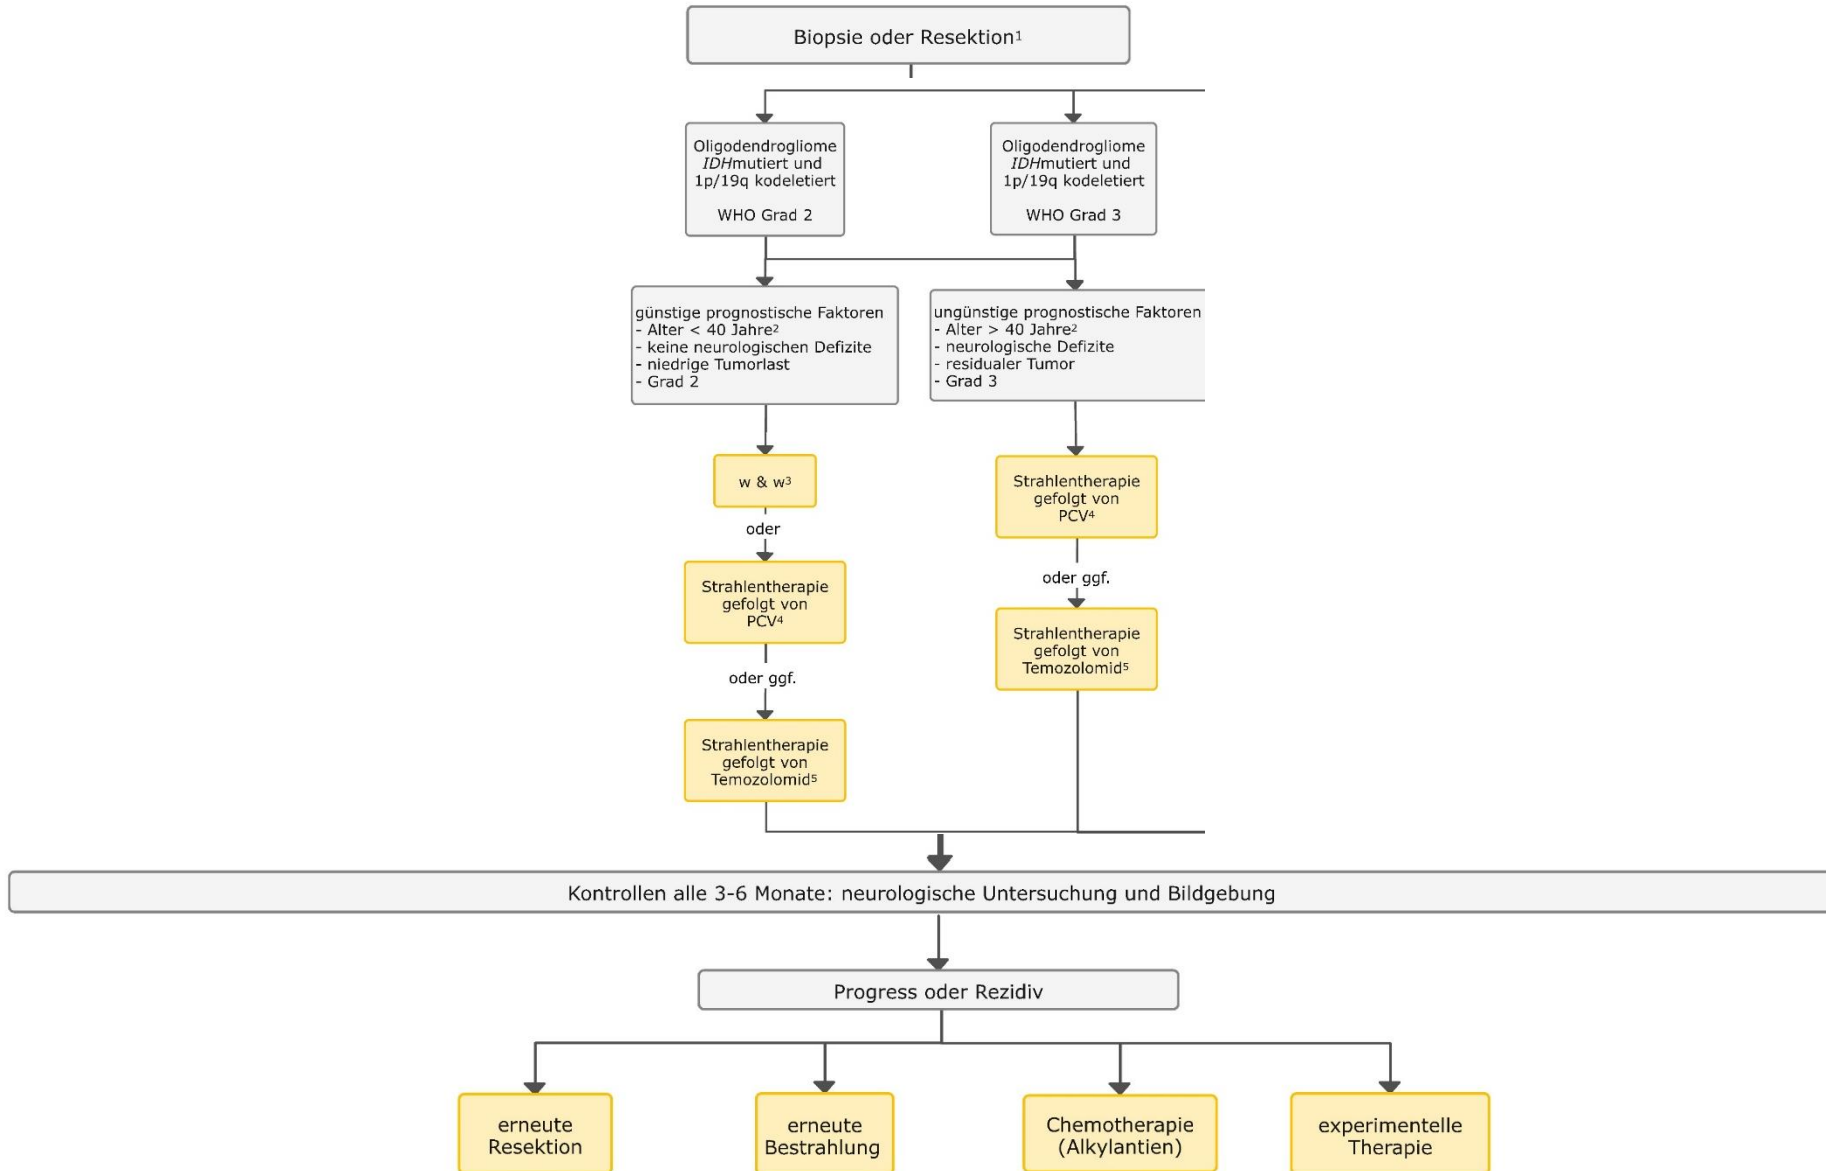 Biopsie oder Resektion¹
Oligodendrogliome
IDHmutiert und
1p/19q kodeletiert
WHO Grad 2
Oligodendrogliome
IDHmutiert und
1p/19q kodeletiert
WHO Grad 3
günstige prognostische Faktoren
- Alter < 40 Jahre²
- keine neurologischen Defizite
- niedrige Tumorlast
- Grad 2
ungünstige prognostische Faktoren
- Alter > 40 Jahre²
- neurologische Defizite
- residualer Tumor
- Grad 3
w & w³
oder
Strahlentherapie
gefolgt von
PCV⁴
oder ggf.
Strahlentherapie
gefolgt von
Temozolomid⁵
Strahlentherapie
gefolgt von
PCV⁴
oder ggf.
Strahlentherapie
gefolgt von
Temozolomid⁵
Kontrollen alle 3-6 Monate: neurologische Untersuchung und Bildgebung
Progress oder Rezidiv
erneute
Resektion
erneute
Bestrahlung
Chemotherapie
(Alkylantien)
experimentelle
Therapie